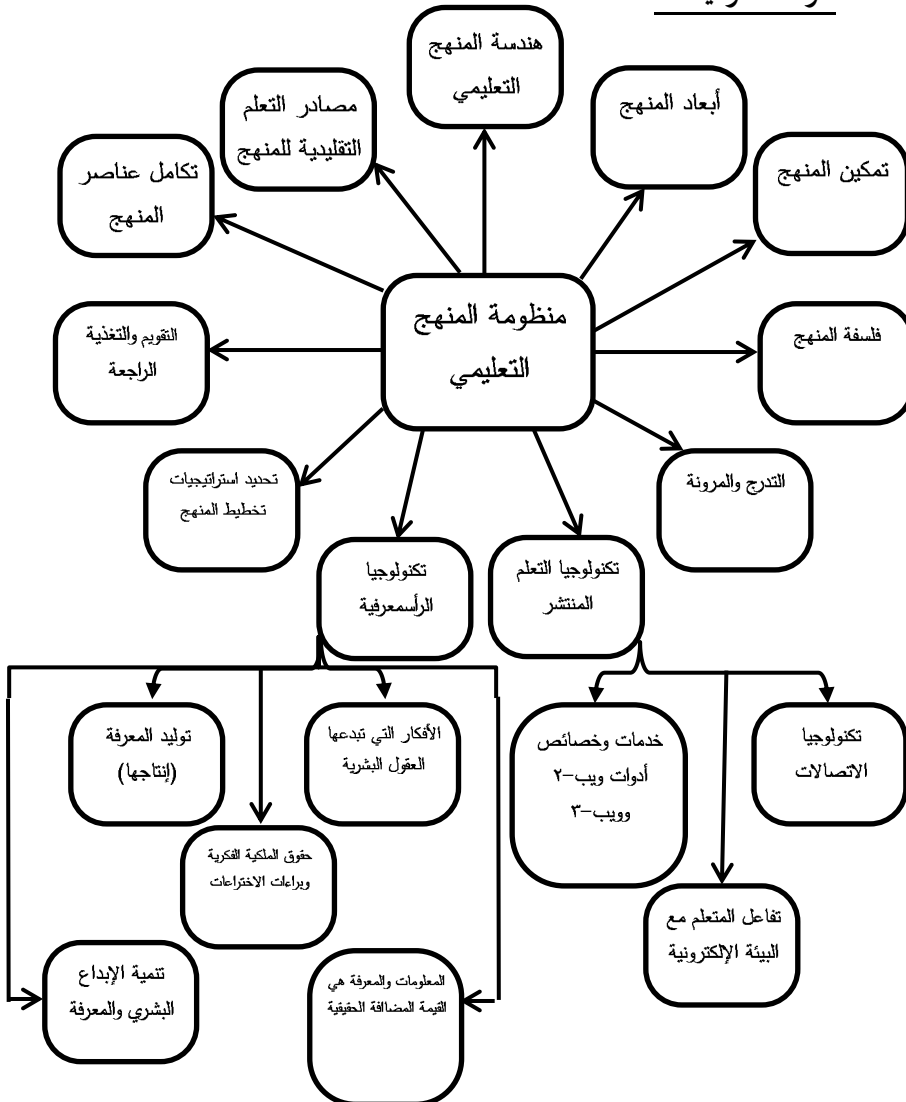 هندسة المنهج
التعليمي
أبعاد المنهج
مصادر التعلم
التقليدية للمنهج
تمكين المنهج
تكامل عناصر
المنهج
منظومة المنهج
التعليمي
فلسفة المنهج
التقويم والتغذية
الراجعة
التدرج والمرونة
تحديد استراتيجيات
تخطيط المنهج
تكنولوجيا التعلم
المنتشر
تكنولوجيا
الرأسمعرفية
تكنولوجيا
الاتصالات
خدمات وخصائص
أدوات ويب-٢
وويب-٣
الأفكار التي تبدعها
العقول البشرية
توليد المعرفة
(إنتاجها)
حقوق الملكية الفكرية
وبراءات الاختراعات
تفاعل المتعلم مع
البيئة الإلكترونية
المعلومات والمعرفة هي
القيمة المضاافة الحقيقية
تنمية الإبداع
البشري والمعرفة